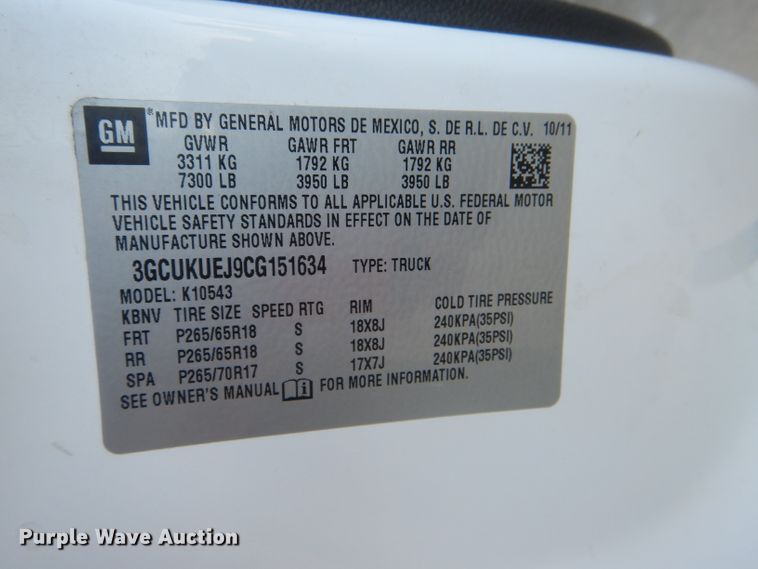 GM
®MFD BY GENERAL MOTORS DE MEXICO, S. DE R.L. DE C.V. 10/11
GVWR GAWR FRT GAWR RR
3311 KG 1792 KG 1792 KG
7300 LB 3950 LB 3950 LB
THIS VEHICLE CONFORMS TO ALL APPLICABLE U.S. FEDERAL MOTOR
VEHICLE SAFETY STANDARDS IN EFFECT ON THE DATE OF
MANUFACTURE SHOWN ABOVE.
3GCUKUEJ9CG151634 TYPE: TRUCK
MODEL: K10543
KBNV TIRE SIZE SPEED RTG RIM COLD TIRE PRESSURE
FRT P265/65R18 S 18X8J 240KPA(35PSI)
RR P265/65R18 S 18X8J 240KPA(35PSI)
SPA P265/70R17 S 17X7J 240KPA(35PSI)
SEE OWNER'S MANUAL FOR MORE INFORMATION.
Purple Wave Auction